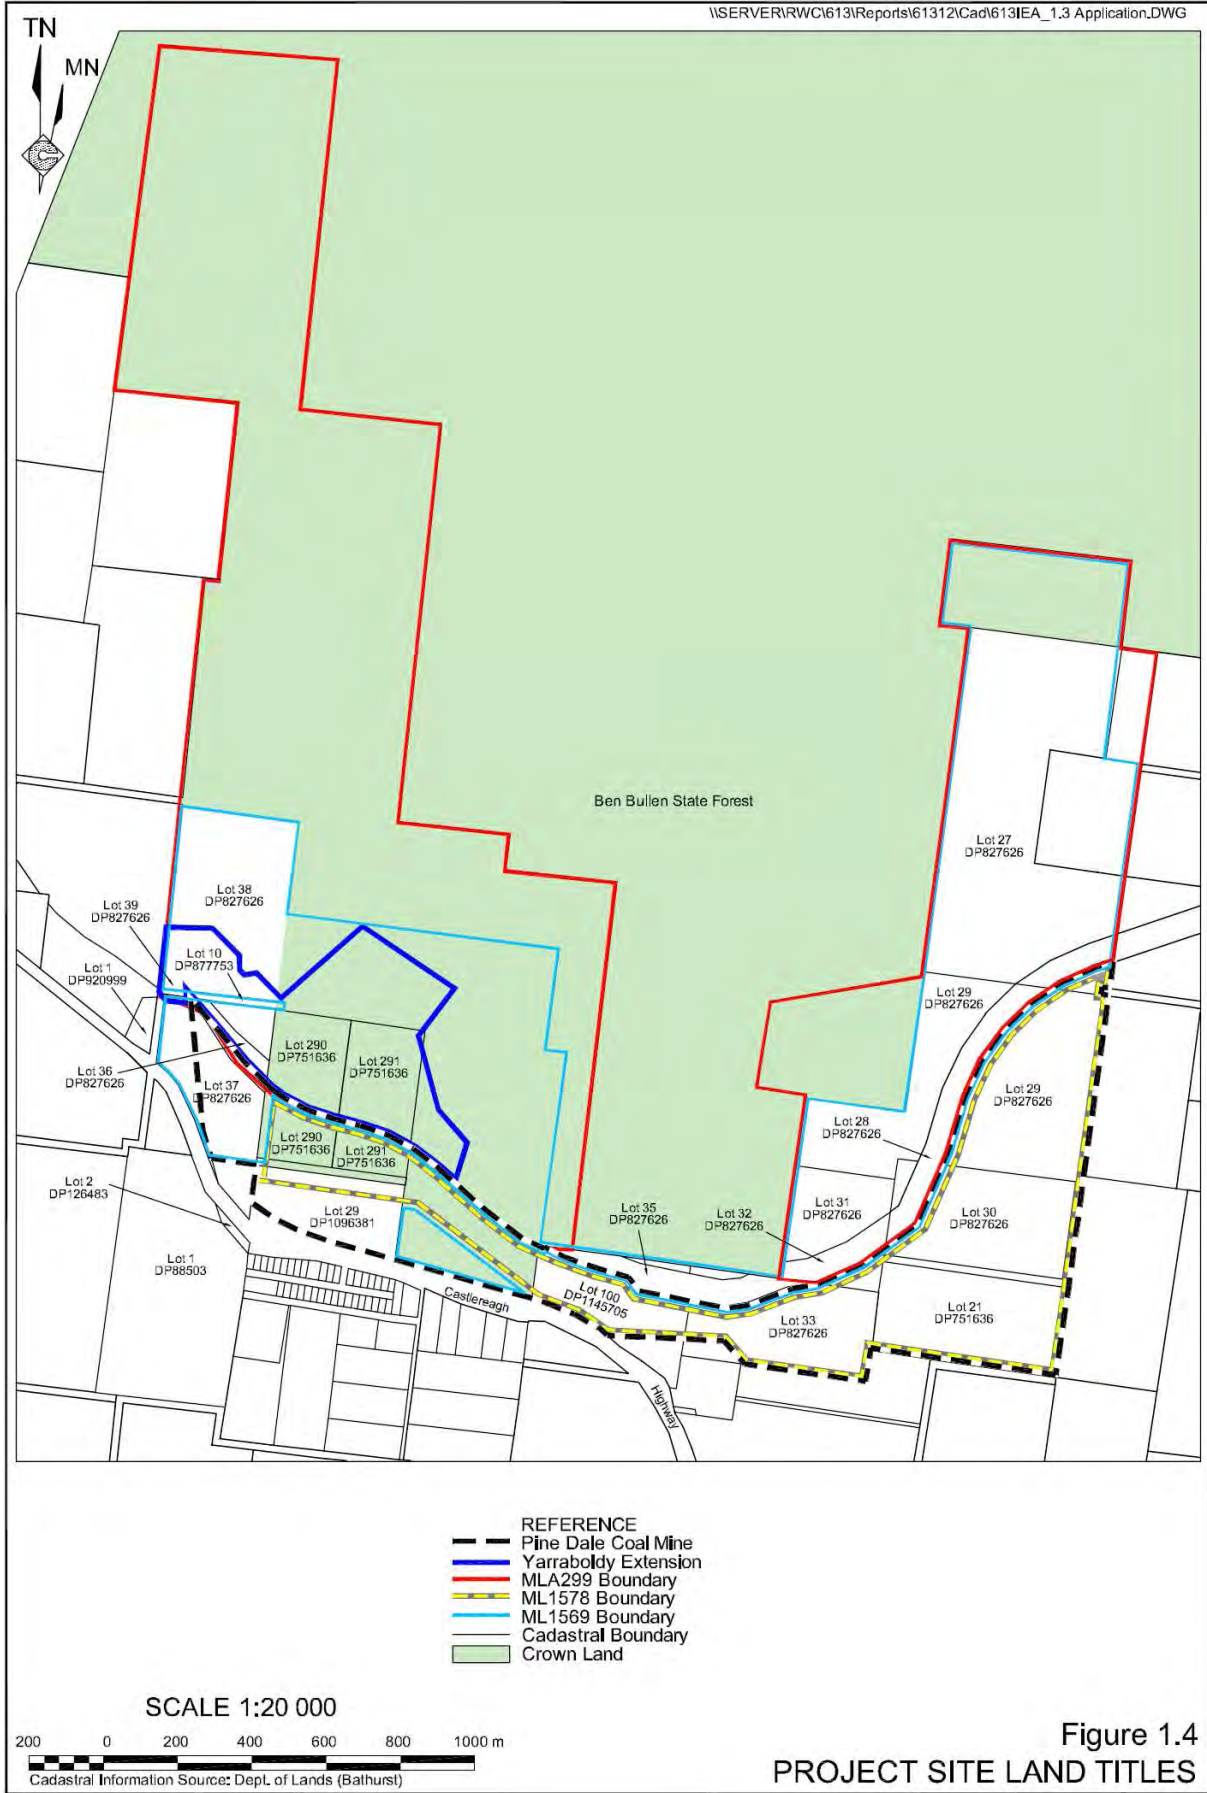 \\SERVER\RWC\613\Reports\61312\Cad\613IEA_1.3 Application.DWG
TN
MN
Ben Bullen State Forest
Lot 27
DP827626
Lot 38
DP827626
Lot 39
DP827626
Lot 10
DP877753
Lot 1
DP920999
Lot 29
DP827626
Lot 290
DP751636
Lot 291
DP751636
Lot 36
DP827626
Lot 37
DP827626
Lot 29
DP827626
Lot 28
DP827626
Lot 290
DP751636
Lot 291
DP751636
Lot 2
DP126483
Lot 29
DP1096381
Lot 35
DP827626
Lot 32
DP827626
Lot 31
DP827626
Lot 30
DP827626
Lot 1
DP88503
Castlereagh
Highway
Lot 100
DP1145705
Lot 33
DP827626
Lot 21
DP751636
REFERENCE
Pine Dale Coal Mine
Yarraboldy Extension
MLA299 Boundary
ML1578 Boundary
ML1569 Boundary
Cadastral Boundary
Crown Land
SCALE 1:20 000
200 0 200 400 600 800 1000 m
Cadastral Information Source: Dept. of Lands (Bathurst)
Figure 1.4
PROJECT SITE LAND TITLES